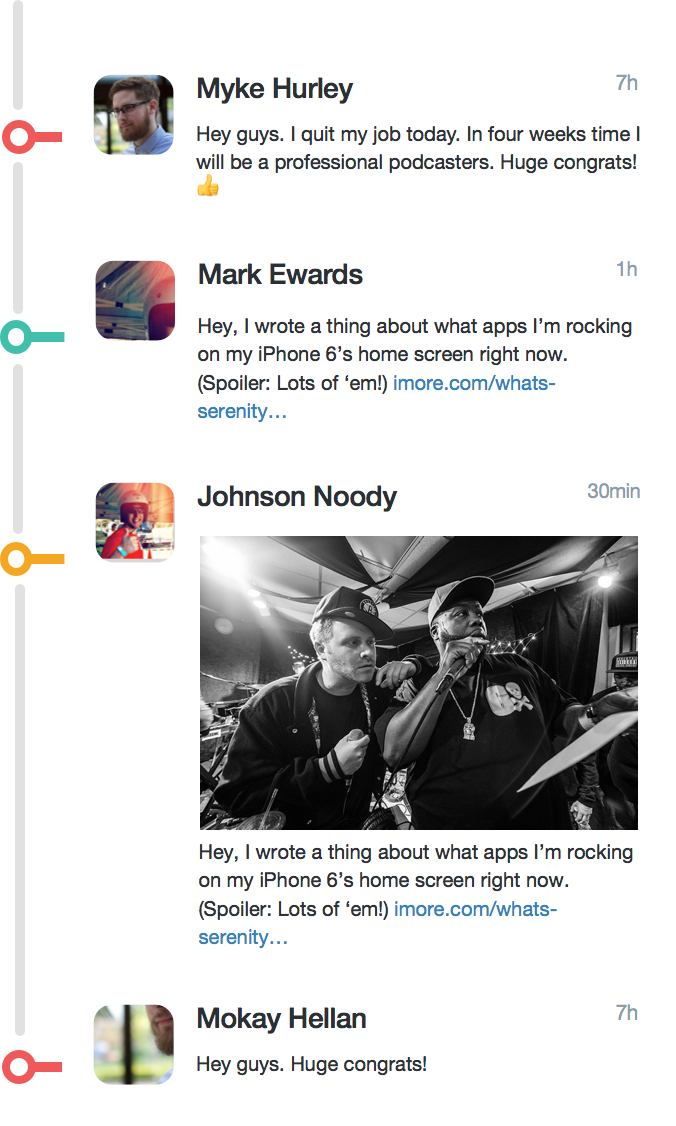 Myke Hurley 7h
Hey guys. I quit my job today. In four weeks time I
will be a professional podcasters. Huge congrats!
👍
Mark Ewards 1h
Hey, I wrote a thing about what apps I’m rocking
on my iPhone 6’s home screen right now.
(Spoiler: Lots of ‘em!) imore.com/whats-
serenity…
Johnson Noody 30min
Hey, I wrote a thing about what apps I’m rocking
on my iPhone 6’s home screen right now.
(Spoiler: Lots of ‘em!) imore.com/whats-
serenity…
Mokay Hellan 7h
Hey guys. Huge congrats!